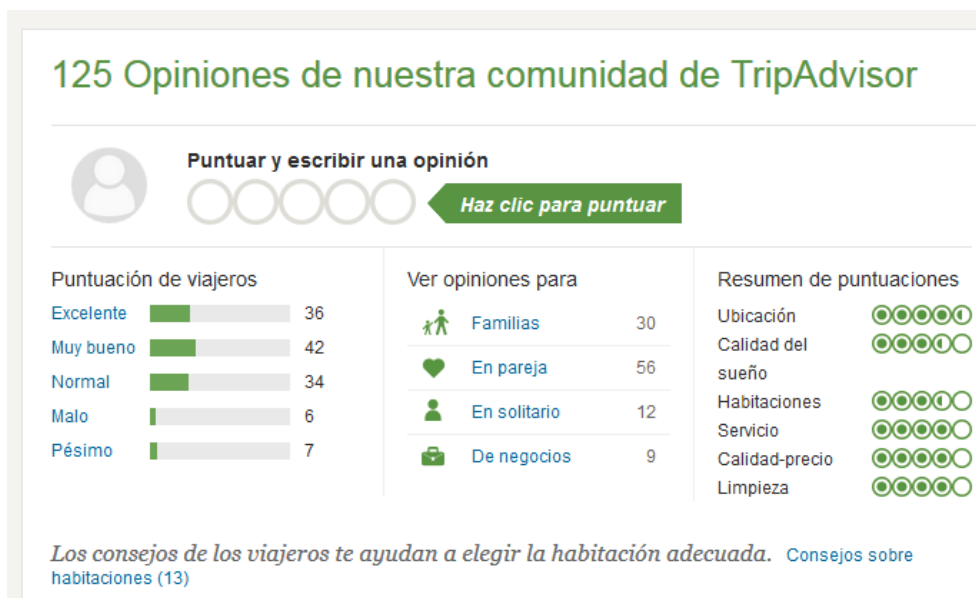 125 Opiniones de nuestra comunidad de TripAdvisor
Puntuar y escribir una opinión
Haz clic para puntuar
Puntuación de viajeros
Excelente 36
Muy bueno 42
Normal 34
Malo 6
Pésimo 7
Ver opiniones para
Familias 30
En pareja 56
En solitario 12
De negocios 9
Resumen de puntuaciones
Ubicación
Calidad del
sueño
Habitaciones
Servicio
Calidad-precio
Limpieza
Los consejos de los viajeros te ayudan a elegir la habitación adecuada. Consejos sobre
habitaciones (13)